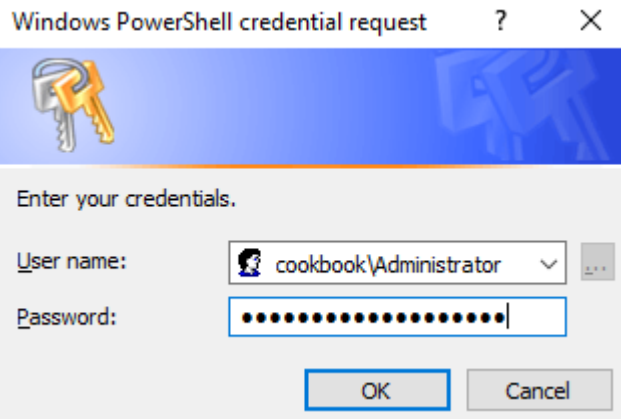 Windows PowerShell credential request ?
Enter your credentials.
User name: cookbook\Administrator ...
Password: ●●●●●●●●●●●●●●●●●●●
OK Cancel